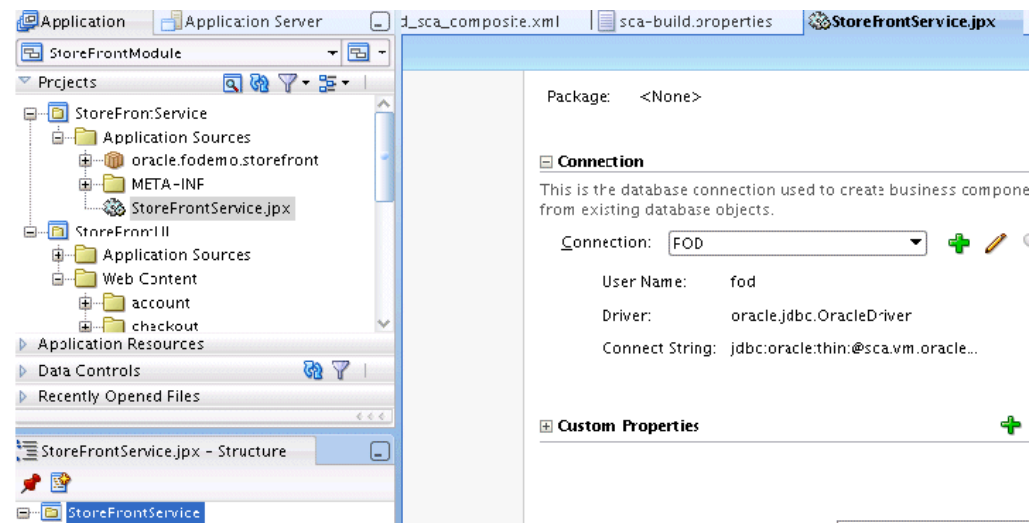 Application
Application Server
d_sca_composite.xml
sca-build.properties
StoreFrontService.jpx
StoreFrontModule
Projects
StoreFrontService
Application Sources
oracle.fodemo.storefront
META-INF
StoreFrontService.jpx
StoreFrontUI
Application Sources
Web Content
account
checkout
Application Resources
Data Controls
Recently Opened Files
StoreFrontService.jpx - Structure
StoreFrontService
Package: <None>
Connection
This is the database connection used to create business compone
from existing database objects.
Connection: FOD
User Name: fod
Driver: oracle.jdbc.OracleDriver
Connect String: jdbc:oracle:thin:@sca.vm.oracle...
Custom Properties